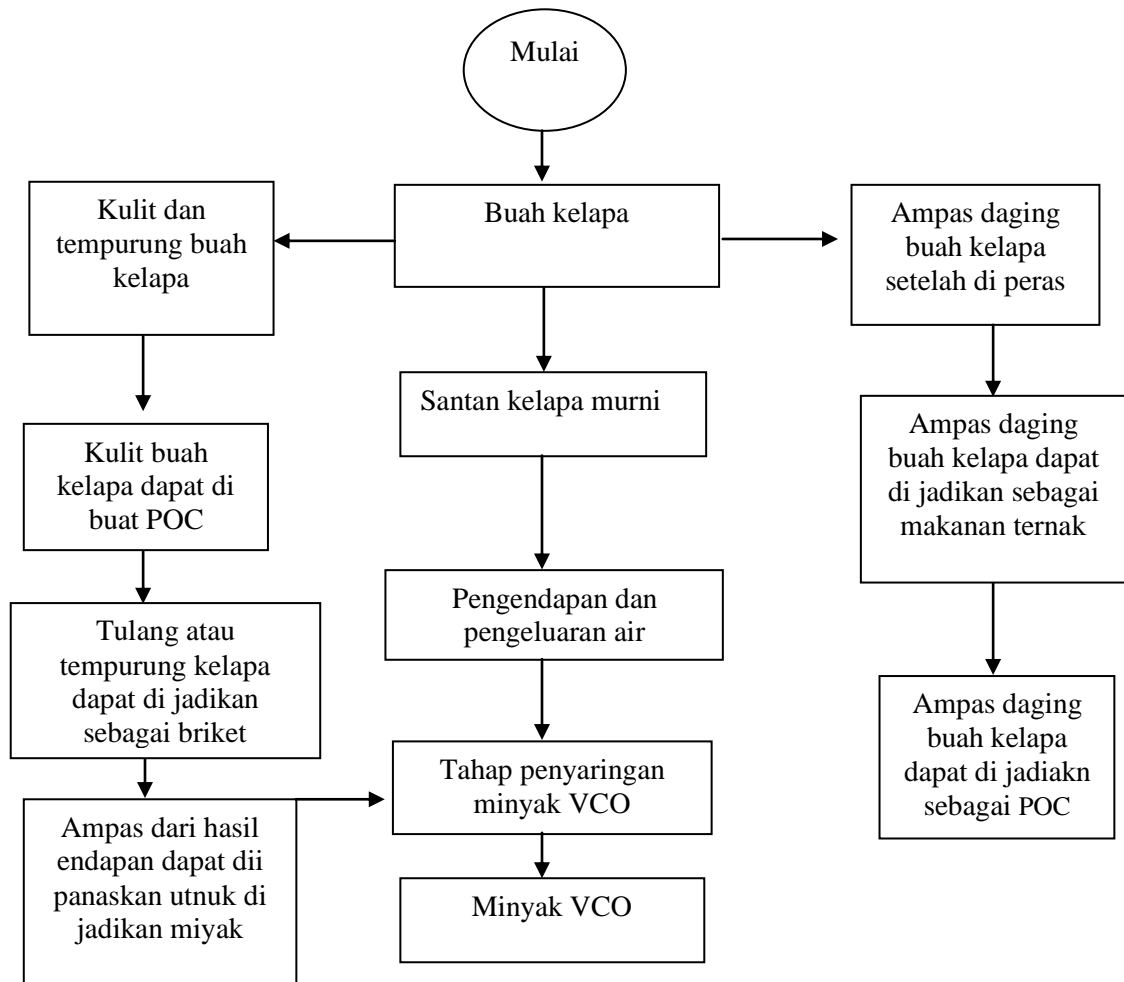 Mulai
Kulit dan
tempurung buah
kelapa
Buah kelapa
Ampas daging
buah kelapa
setelah di peras
Santan kelapa murni
Kulit buah
kelapa dapat di
buat POC
Ampas daging
buah kelapa dapat
di jadikan sebagai
makanan ternak
Pengendapan dan
pengeluaran air
Tulang atau
tempurung kelapa
dapat di jadikan
sebagai briket
Ampas daging
buah kelapa
dapat di jadiakn
sebagai POC
Tahap penyaringan
minyak VCO
Ampas dari hasil
endapan dapat dii
panaskan utnuk di
jadikan miyak
Minyak VCO